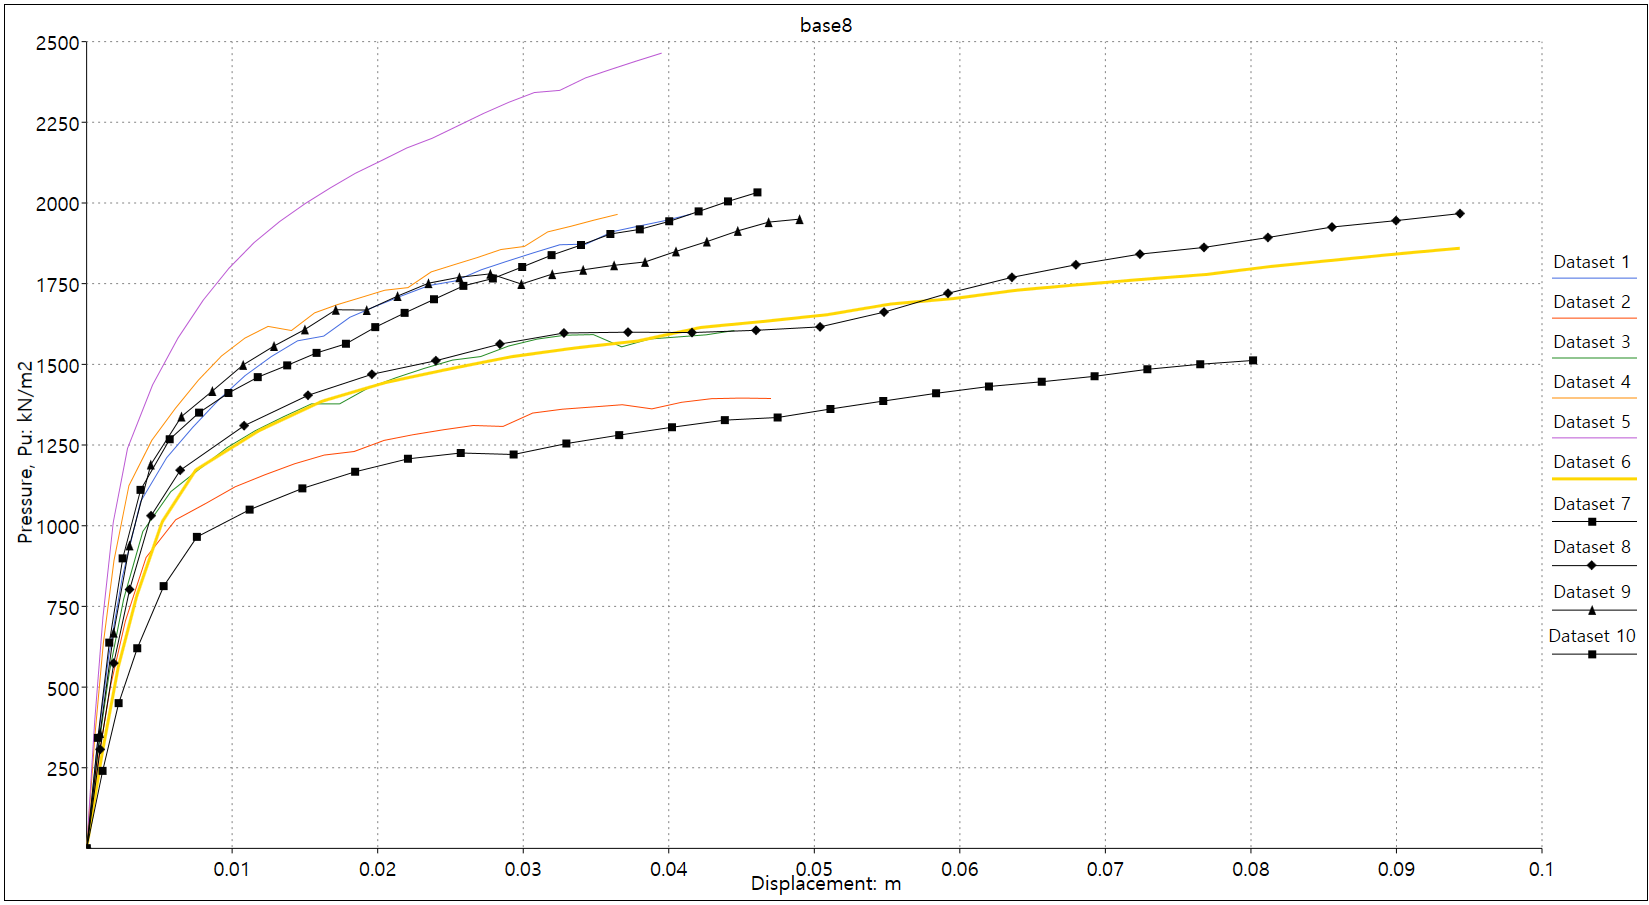 base8
Pressure, Pu: kN/m2
2500
2250
2000
1750
1500
1250
1000
750
500
250
0.01 0.02 0.03 0.04 0.05 0.06 0.07 0.08 0.09 0.1
Displacement: m
Dataset 1
Dataset 2
Dataset 3
Dataset 4
Dataset 5
Dataset 6
Dataset 7
Dataset 8
Dataset 9
Dataset 10